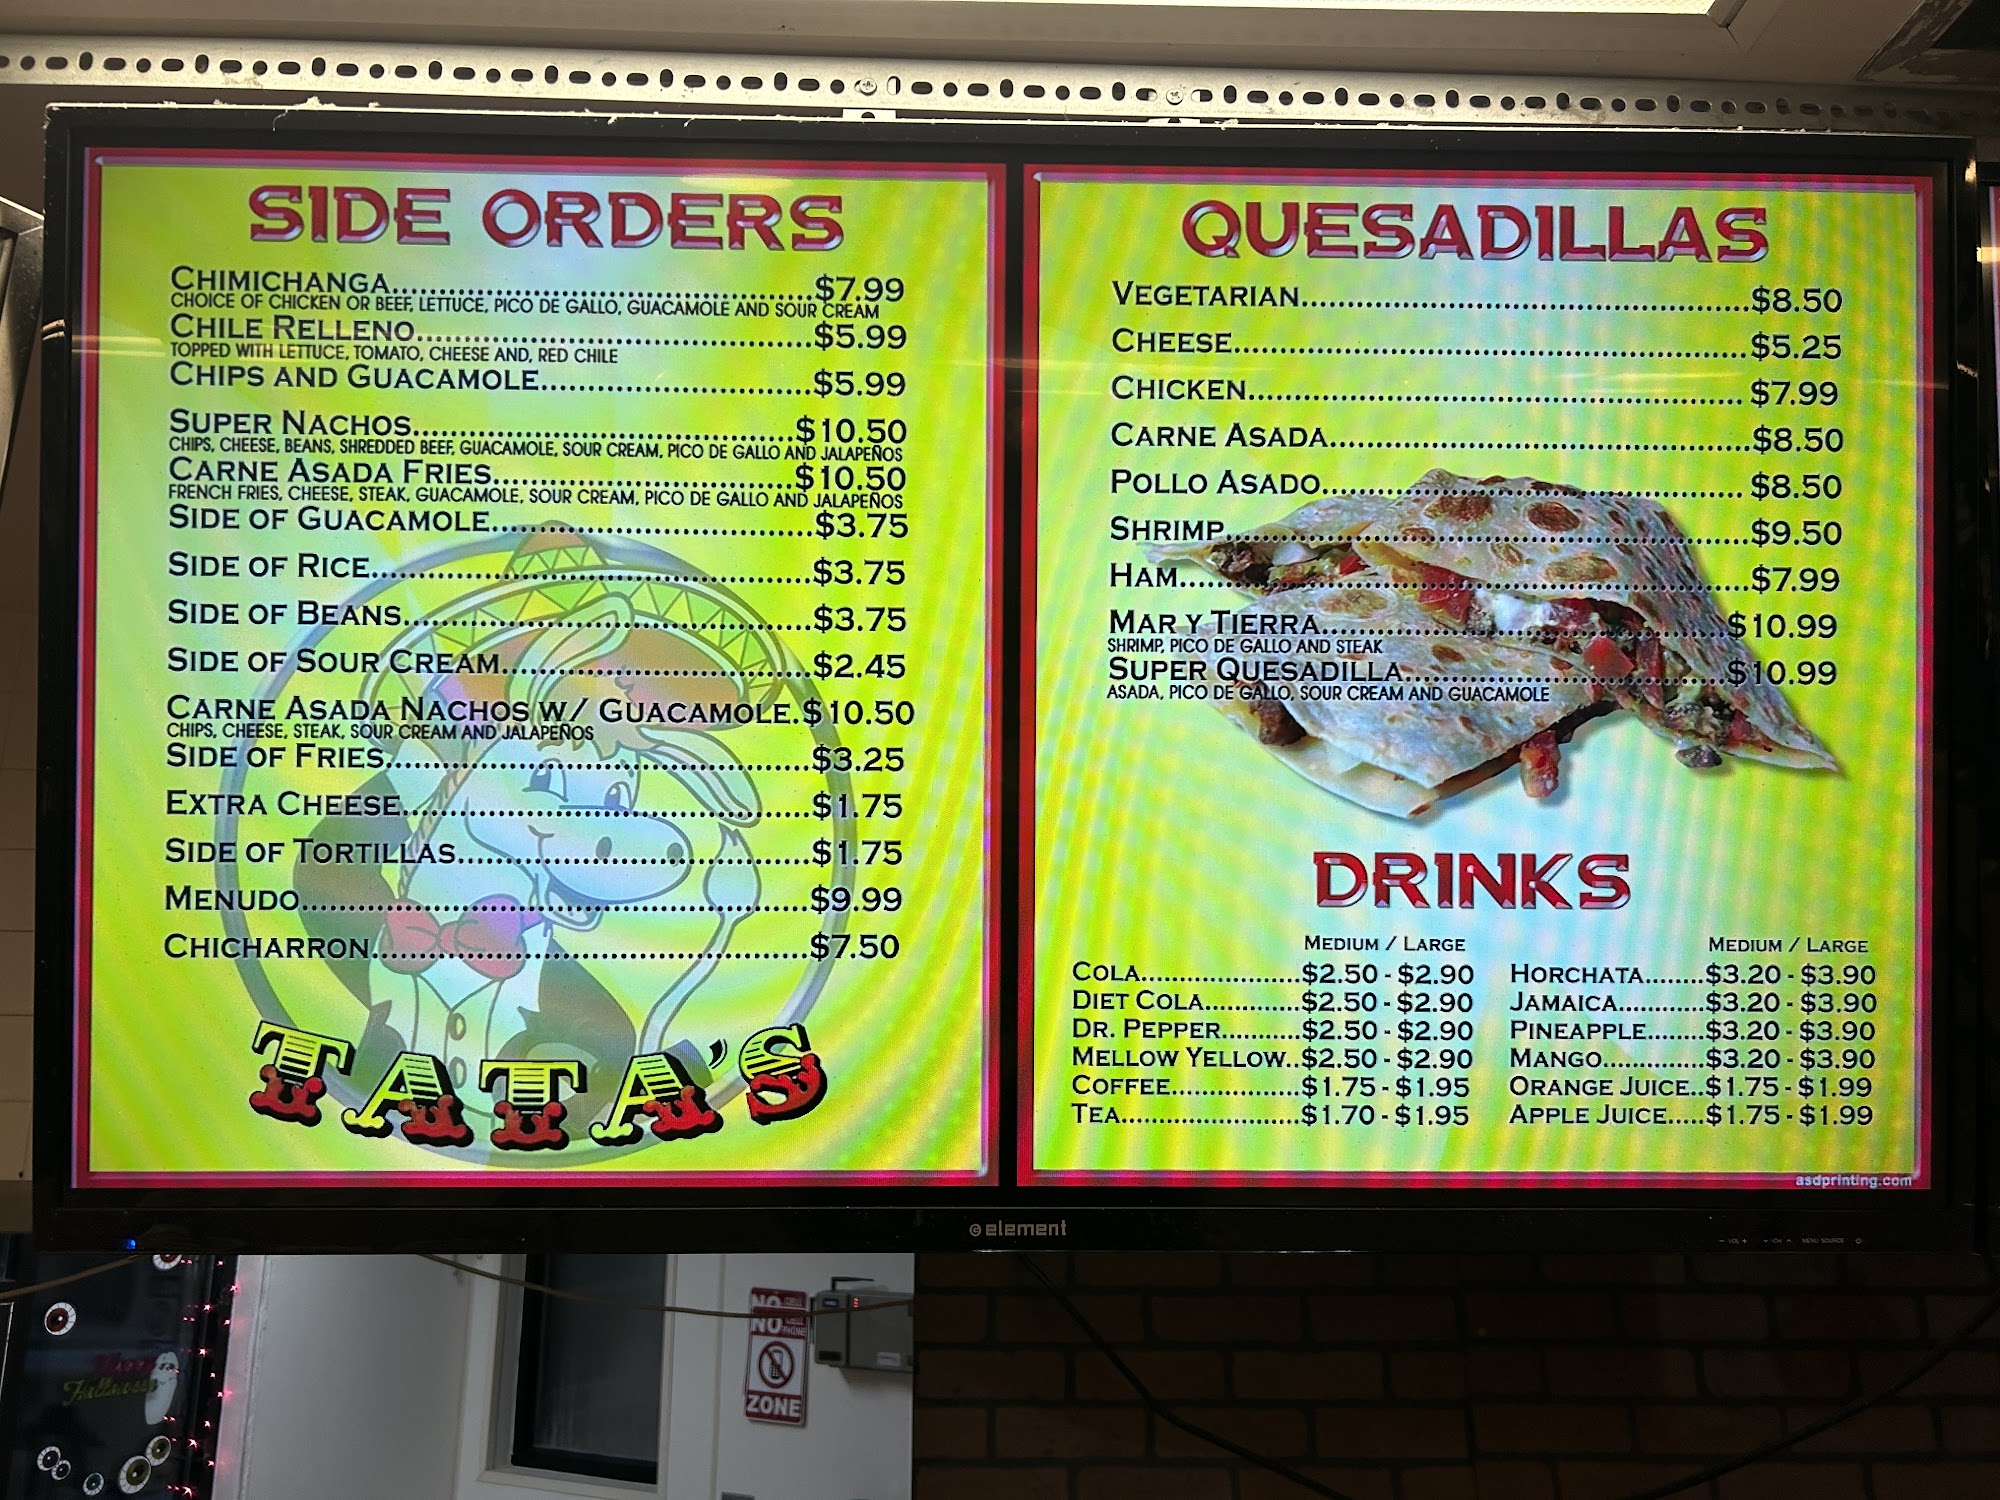 SIDE ORDERS
CHIMICHANGA..............................................$7.99
CHOICE OF CHICKEN OR BEEF, LETTUCE, PICO DE GALLO, GUACAMOLE AND SOUR CREAM
CHILE RELLENO...........................................$5.99
TOPPED WITH LETTUCE, TOMATO, CHEESE AND, RED CHILE
CHIPS AND GUACAMOLE..............................$5.99
SUPER NACHOS..........................................$10.50
CHIPS, CHEESE, BEANS, SHREDDED BEEF, GUACAMOLE, SOUR CREAM, PICO DE GALLO AND JALAPEÑOS
CARNE ASADA FRIES.................................$10.50
FRENCH FRIES, CHEESE, STEAK, GUACAMOLE, SOUR CREAM, PICO DE GALLO AND JALAPEÑOS
SIDE OF GUACAMOLE...................................$3.75
SIDE OF RICE................................................$3.75
SIDE OF BEANS.............................................$3.75
SIDE OF SOUR CREAM..................................$2.45
CARNE ASADA NACHOS W/ GUACAMOLE.$10.50
CHIPS, CHEESE, STEAK, SOUR CREAM AND JALAPEÑOS
SIDE OF FRIES..............................................$3.25
EXTRA CHEESE.............................................$1.75
SIDE OF TORTILLAS......................................$1.75
MENUDO.......................................................$9.99
CHICHARRON................................................$7.50
TATA'S
QUESADILLAS
VEGETARIAN.................................................$8.50
CHEESE........................................................$5.25
CHICKEN...................................................... $7.99
CARNE ASADA..............................................$8.50
POLLO ASADO.............................................. $8.50
SHRIMP.........................................................$9.50
HAM.............................................................$7.99
MAR Y TIERRA.............................................$10.99
SHRIMP, PICO DE GALLO AND STEAK
SUPER QUESADILLA....................................$10.99
ASADA, PICO DE GALLO, SOUR CREAM AND GUACAMOLE
DRINKS
MEDIUM / LARGE
COLA....................$2.50 - $2.90
DIET COLA............$2.50 - $2.90
DR. PEPPER..........$2.50 - $2.90
MELLOW YELLOW..$2.50 - $2.90
COFFEE................$1.75 - $1.95
TEA.......................$1.70 - $1.95
MEDIUM / LARGE
HORCHATA.......$3.20 - $3.90
JAMAICA...........$3.20 - $3.90
PINEAPPLE.......$3.20 - $3.90
MANGO.............$3.20 - $3.90
ORANGE JUICE..$1.75 - $1.99
APPLE JUICE.....$1.75 - $1.99
asdprinting.com
element
- VOL +
CH
MENU SOURCE
NO
NO CELL PHONE
ZONE
Happy Halloween